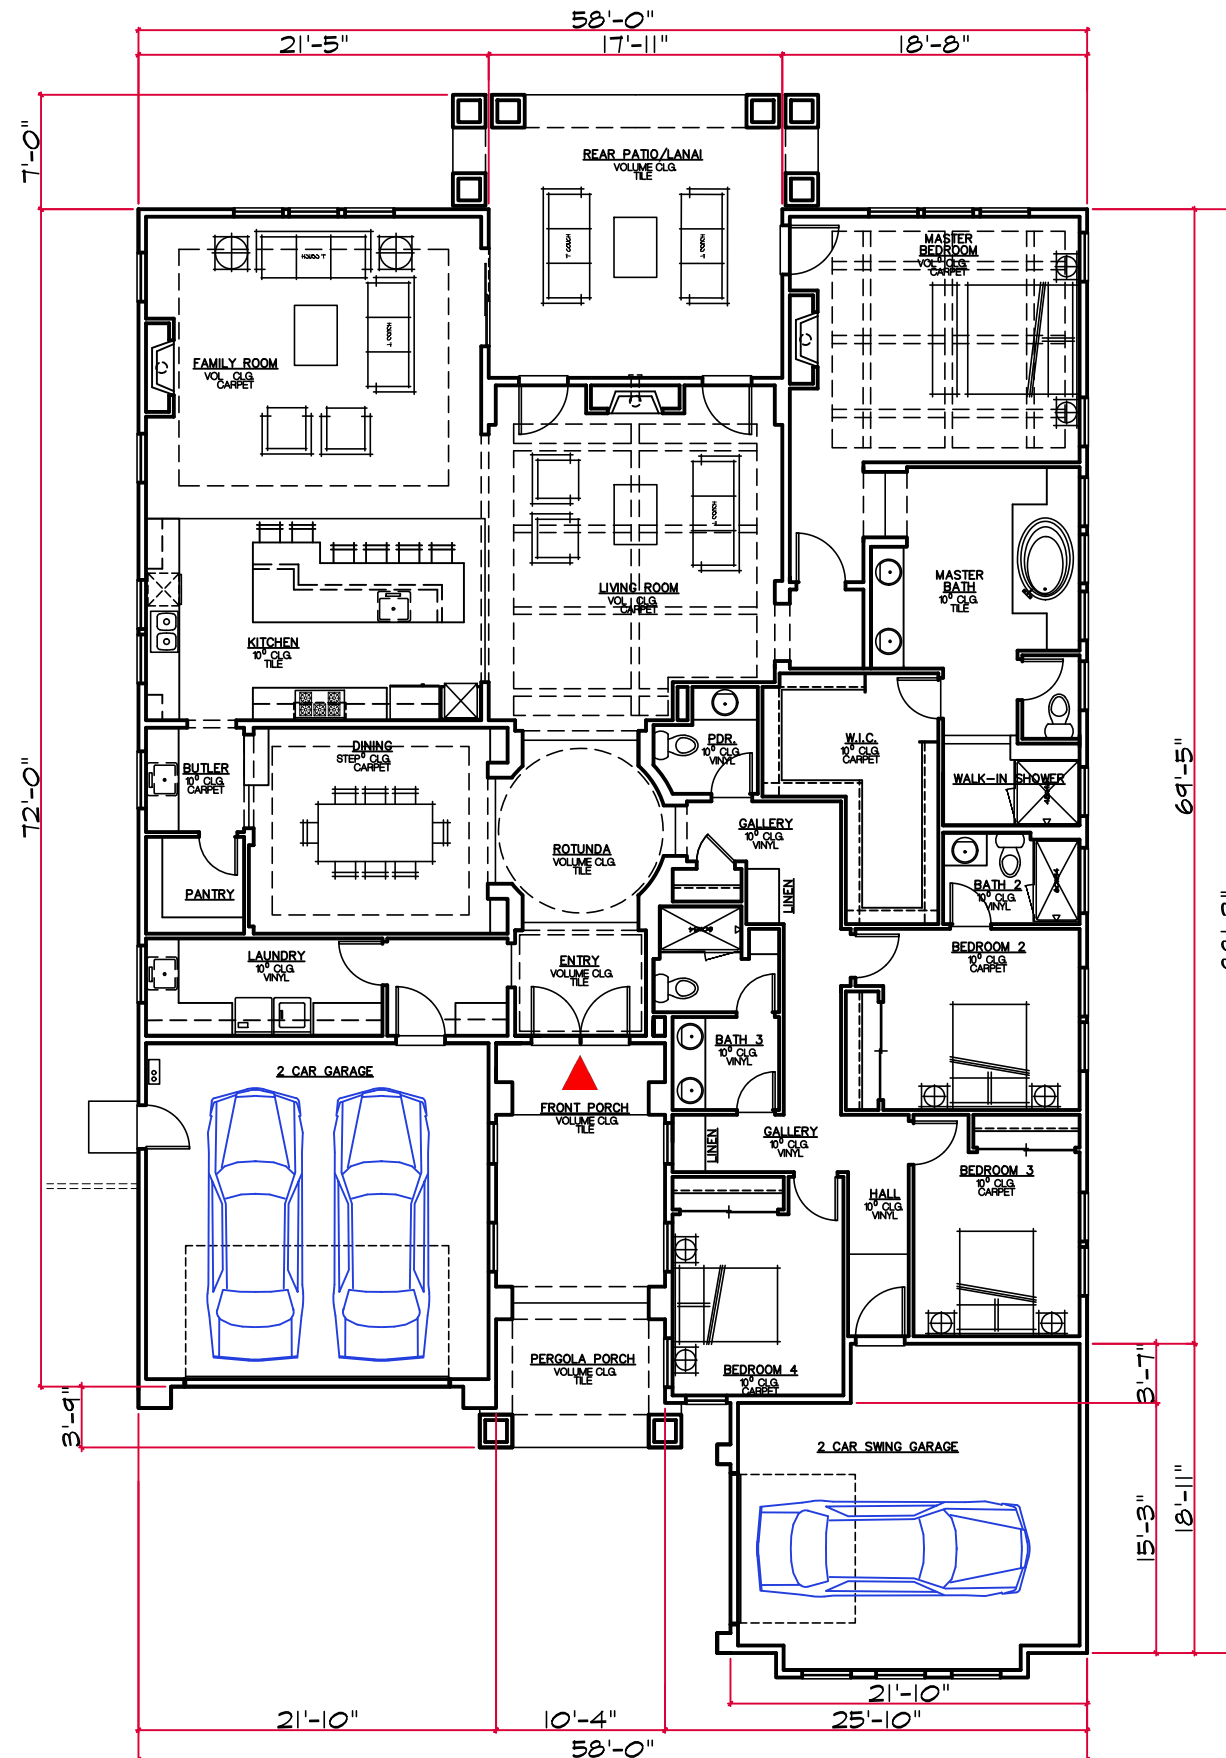 58'-0"
21'-5"
17'-11"
18'-8"
7'-0"
REAR PATIO/LANAI
VOLUME CLG.
TILE
T COUCH
T COUCH
T COUCH
MASTER
BEDROOM
VOL CLG.
CARPET
T COUCH
FAMILY ROOM
VOL CLG.
CARPET
T COUCH
LIVING ROOM
VOL CLG.
CARPET
MASTER
BATH
10⁰ CLG.
TILE
KITCHEN
10⁰ CLG.
TILE
72'-0"
69'-5"
DINING
STEP⁰ CLG.
CARPET
PDR.
10⁰ CLG.
VINYL
W.I.C.
10⁰ CLG.
CARPET
BUTLER
10⁰ CLG.
CARPET
WALK-IN SHOWER
GALLERY
10⁰ CLG.
VINYL
ROTUNDA
VOLUME CLG.
TILE
PANTRY
LINEN
BATH 2
10⁰ CLG.
VINYL
LAUNDRY
10⁰ CLG.
VINYL
ENTRY
VOLUME CLG.
TILE
BEDROOM 2
10⁰ CLG.
CARPET
BATH 3
10⁰ CLG.
VINYL
2 CAR GARAGE
FRONT PORCH
VOLUME CLG.
TILE
GALLERY
10⁰ CLG.
VINYL
LINEN
BEDROOM 3
10⁰ CLG.
CARPET
HALL
10⁰ CLG.
VINYL
PERGOLA PORCH
VOLUME CLG.
TILE
BEDROOM 4
10⁰ CLG.
CARPET
3'-7"
3'-9"
2 CAR SWING GARAGE
15'-3"
18'-11"
21'-10"
21'-10"
10'-4"
25'-10"
58'-0"